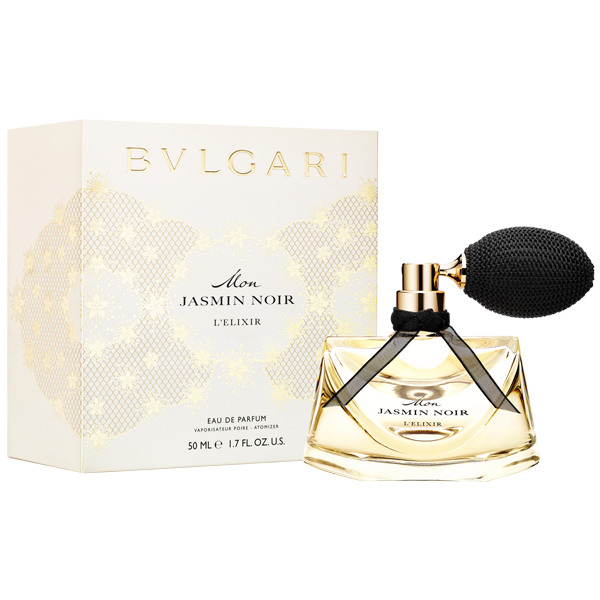 BVLGARI
Mon
JASMIN NOIR
L'ELIXIR
EAU DE PARFUM
VAPORISATEUR POIRE - ATOMIZER
50 ML ℮ 1.7 FL. OZ. U.S.
Mon
JASMIN NOIR
L'ELIXIR